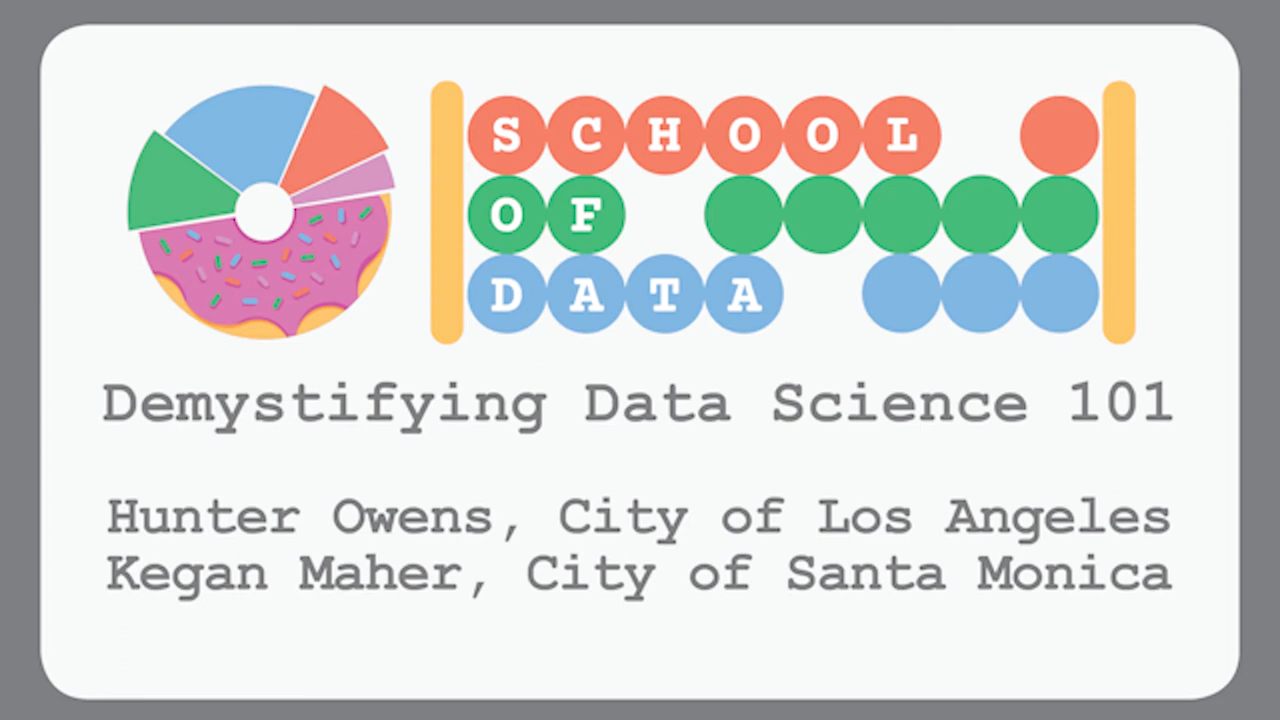 SCHOOL
OF
DATA
Demystifying Data Science 101
Hunter Owens, City of Los Angeles
Kegan Maher, City of Santa Monica